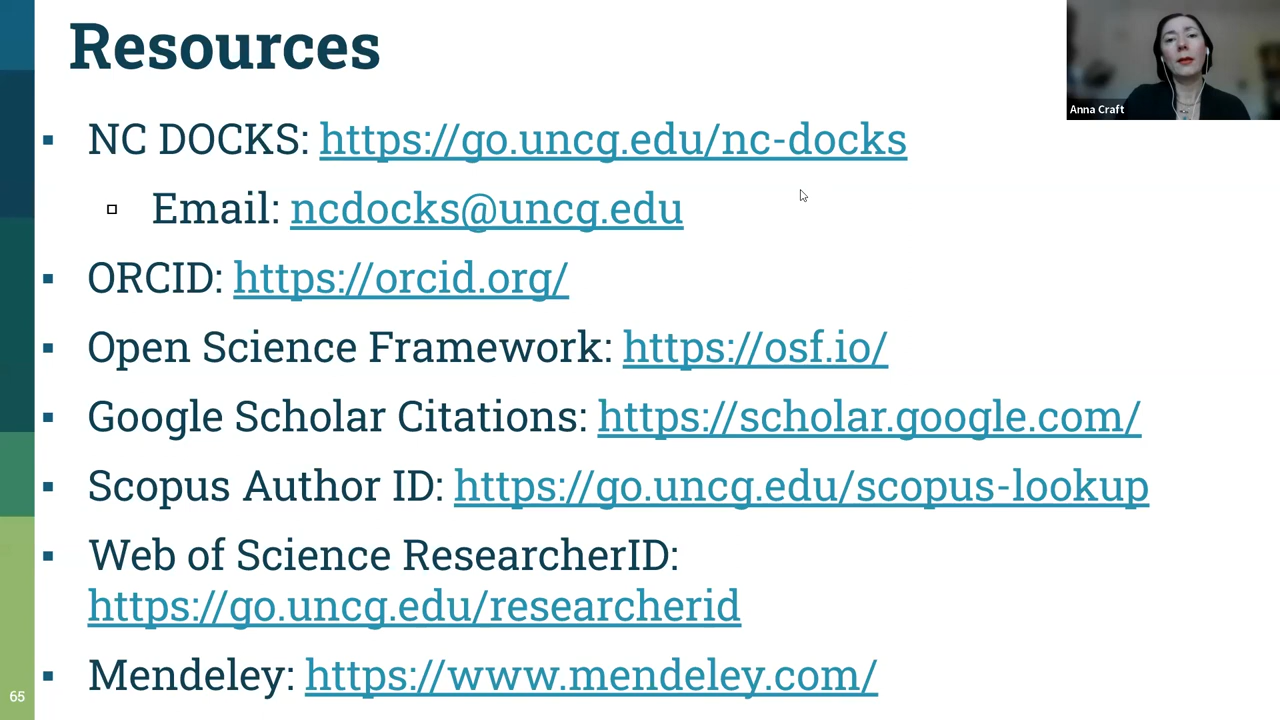 Resources
Anna Craft
NC DOCKS: https://go.uncg.edu/nc-docks
Email: ncdocks@uncg.edu
ORCID: https://orcid.org/
Open Science Framework: https://osf.io/
Google Scholar Citations: https://scholar.google.com/
Scopus Author ID: https://go.uncg.edu/scopus-lookup
Web of Science ResearcherID:
https://go.uncg.edu/researcherid
Mendeley: https://www.mendeley.com/
65